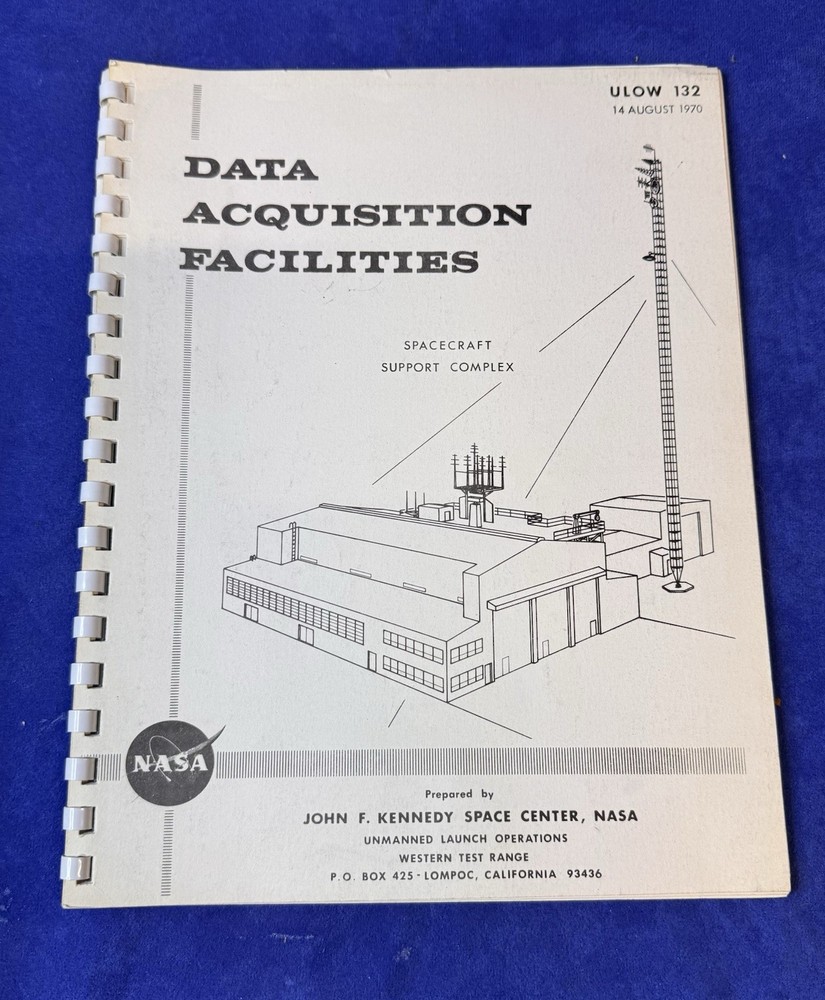 ULOW 132
14 AUGUST 1970
DATA
ACQUISITION
FACILITIES
SPACECRAFT
SUPPORT COMPLEX
NASA
Prepared by
JOHN F. KENNEDY SPACE CENTER, NASA
UNMANNED LAUNCH OPERATIONS
WESTERN TEST RANGE
P.O. BOX 425 - LOMPOC, CALIFORNIA 93436